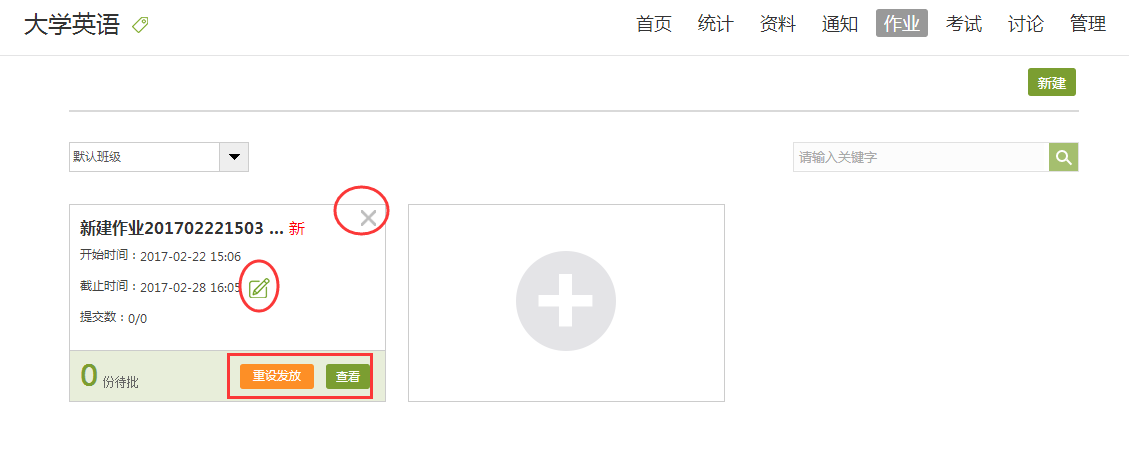 大学英语
首页 统计 资料 通知 作业 考试 讨论 管理
新建
默认班级
请输入关键字
新建作业201702221503 ... 新
开始时间：2017-02-22 15:06
截止时间：2017-02-28 16:05
提交数：0/0
0 份待批
重设发放 查看